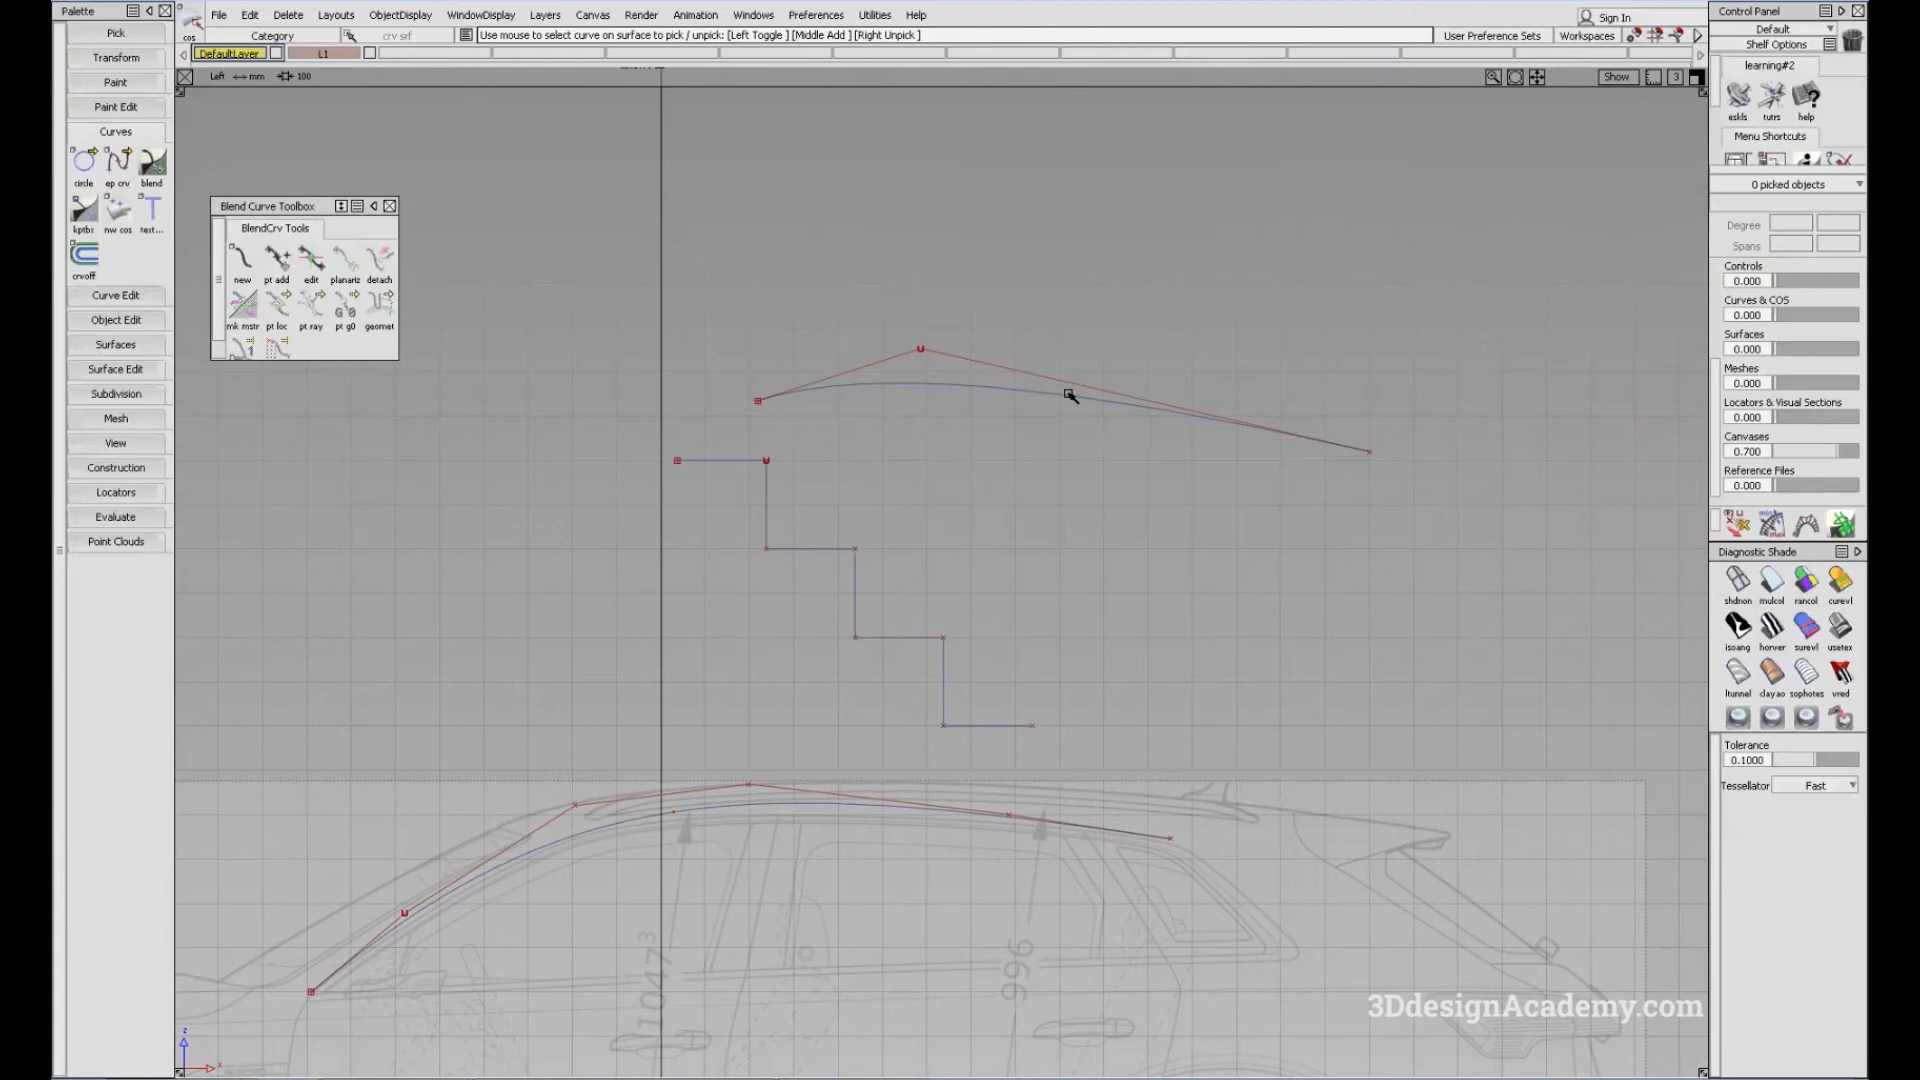 Palette
Pick
Transform
Paint
Paint Edit
Curves
circle ep crv blend
kptbx nw cos text...
crvoff
Curve Edit
Object Edit
Surfaces
Surface Edit
Subdivision
Mesh
View
Construction
Locators
Evaluate
Point Clouds
File Edit Delete Layouts ObjectDisplay WindowDisplay Layers Canvas Render Animation Windows Preferences Utilities Help
Sign In
cos
Category
crv srf
Use mouse to select curve on surface to pick / unpick: [Left Toggle ] [Middle Add ] [Right Unpick ]
User Preference Sets
Workspaces
DefaultLayer
L1
Left mm 100
Show
3
Blend Curve Toolbox
BlendCrv Tools
new pt add edit planariz detach
mk mstr pt loc pt ray pt g0 geomet
10473
996
3DdesignAcademy.com
Control Panel
Default
Shelf Options
learning#2
eskls tutrs help
Menu Shortcuts
0 picked objects
Degree
Spans
Controls
0.000
Curves & COS
0.000
Surfaces
0.000
Meshes
0.000
Locators & Visual Sections
0.000
Canvases
0.700
Reference Files
0.000
Diagnostic Shade
shdnon mulcol rancol curevl
isoang horver surevl usetex
ltunnel clayao sophotes vred
Tolerance
0.1000
Tessellator Fast